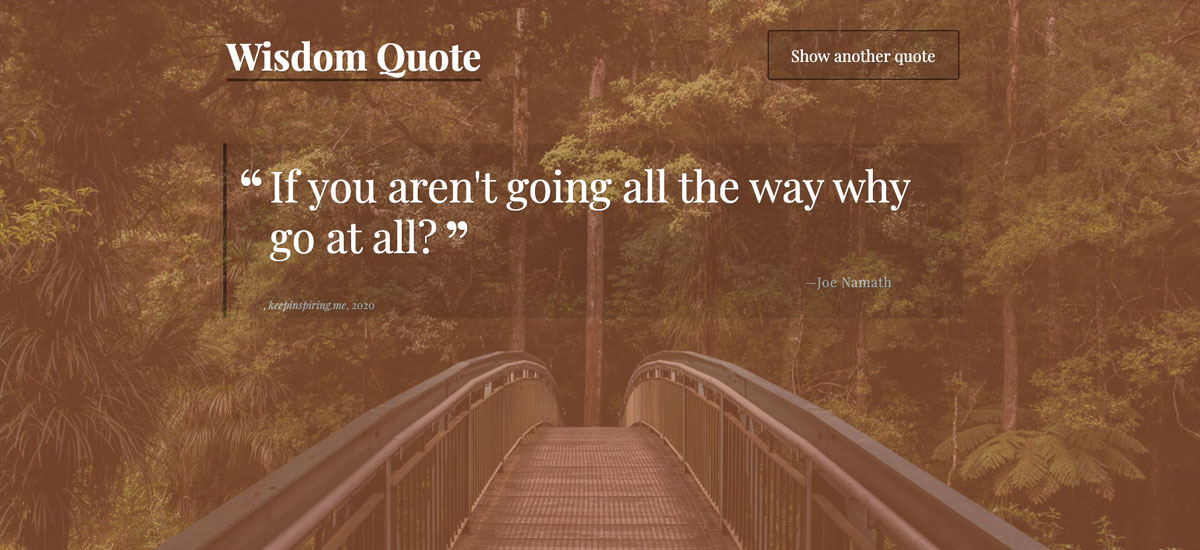 Wisdom Quote
Show another quote
“If you aren't going all the way why
go at all?”
—Joe Namath
, keepinspiring.me, 2020